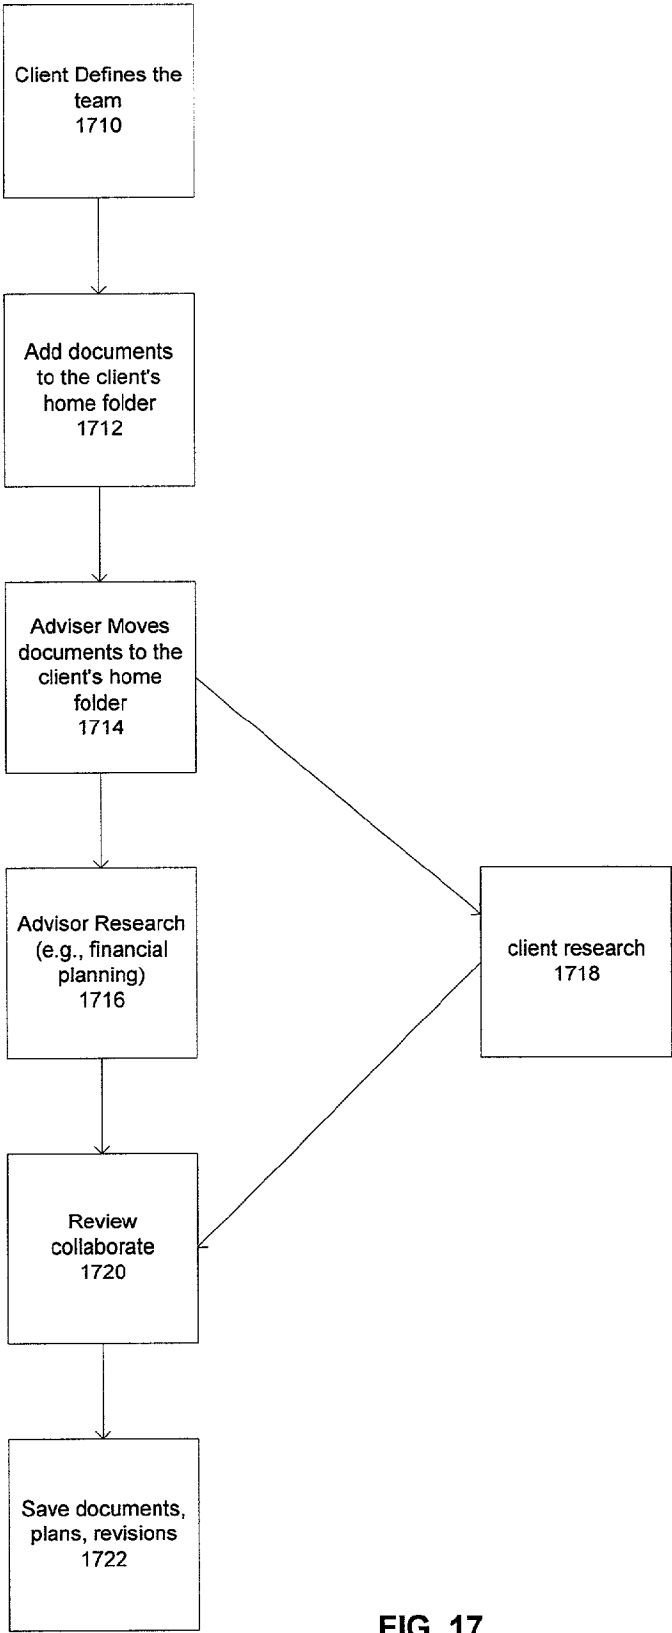 Client Defines the
team
1710
Add documents
to the client's
home folder
1712
Adviser Moves
documents to the
client's home
folder
1714
Advisor Research
(e.g., financial
planning)
1716
client research
1718
Review
collaborate
1720
Save documents,
plans, revisions
1722
FIG. 17